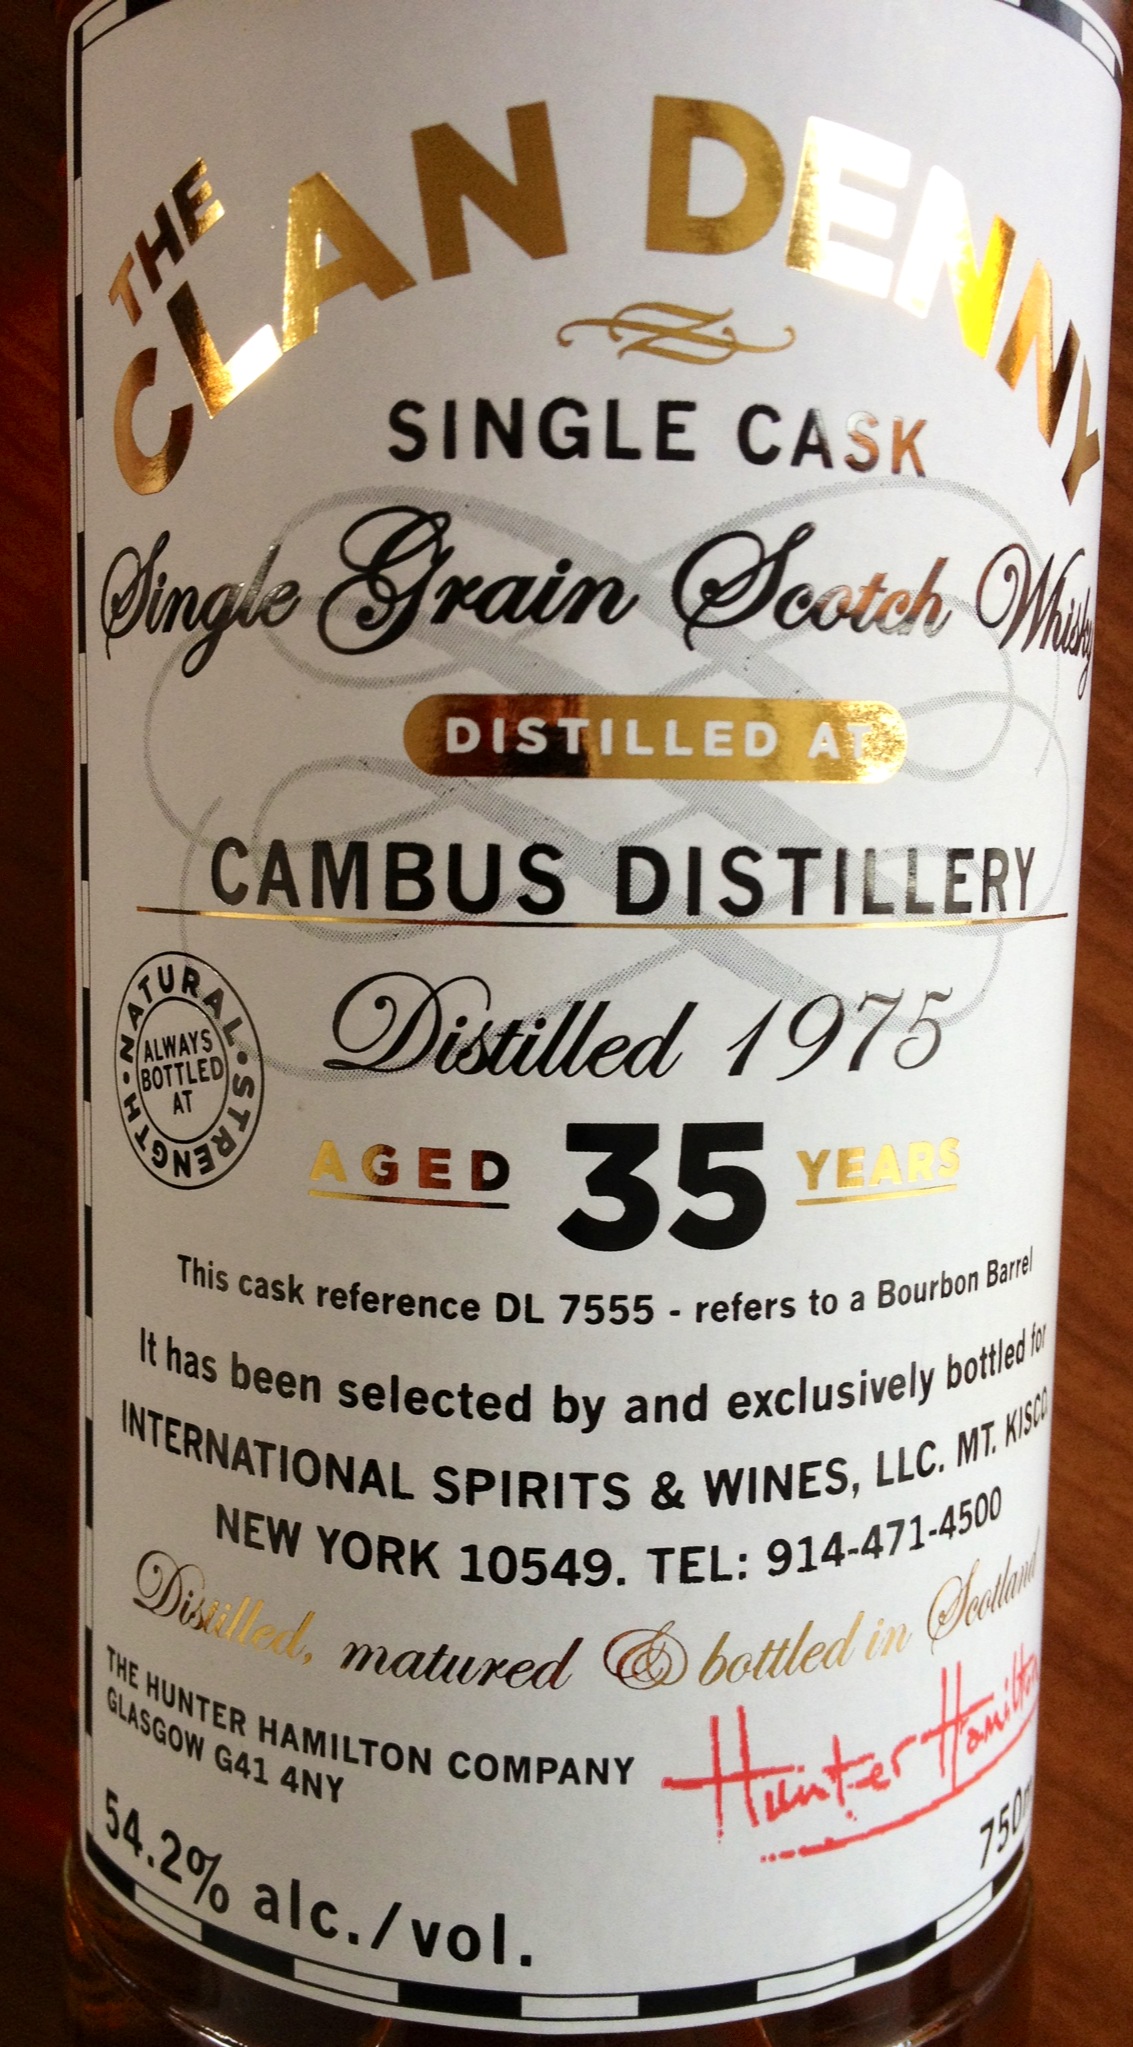 THE
CLAN DENNY
SINGLE CASK
Single Grain Scotch Whisky
DISTILLED AT
CAMBUS DISTILLERY
Distilled 1975
NATURAL · STRENGTH ·
ALWAYS
BOTTLED
AT
AGED 35 YEARS
This cask reference DL 7555 - refers to a Bourbon Barrel
It has been selected by and exclusively bottled for
INTERNATIONAL SPIRITS & WINES, LLC. MT. KISCO
NEW YORK 10549. TEL: 914-471-4500
Distilled, matured & bottled in Scotland
THE HUNTER HAMILTON COMPANY
GLASGOW G41 4NY
Hunter Hamilton
54.2% alc./vol.
750m